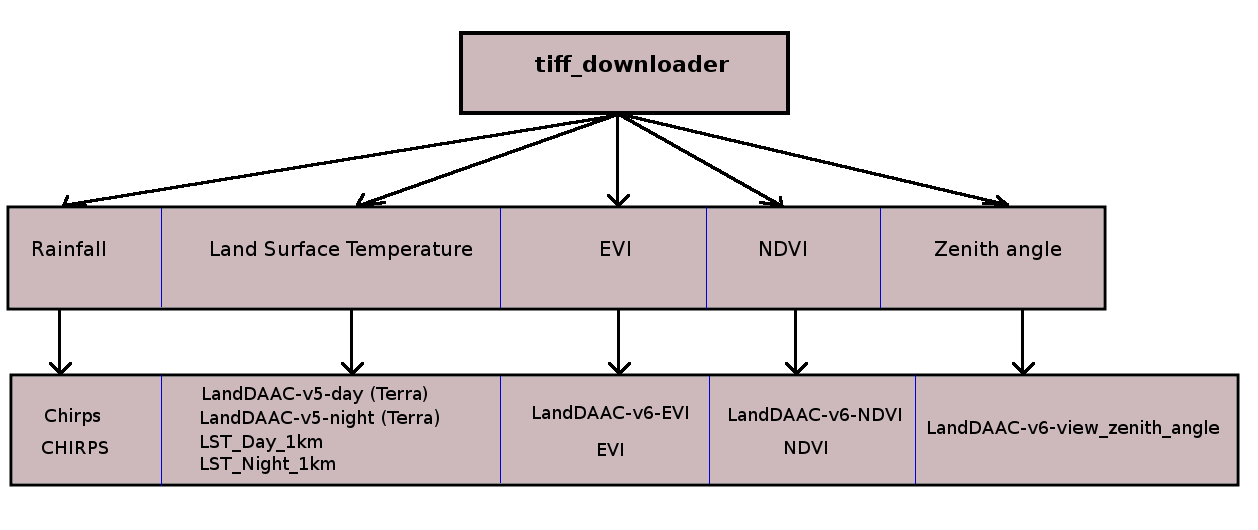 tiff_downloader
Rainfall
Land Surface Temperature
EVI
NDVI
Zenith angle
Chirps
CHIRPS
LandDAAC-v5-day (Terra)
LandDAAC-v5-night (Terra)
LST_Day_1km
LST_Night_1km
LandDAAC-v6-EVI
EVI
LandDAAC-v6-NDVI
NDVI
LandDAAC-v6-view_zenith_angle